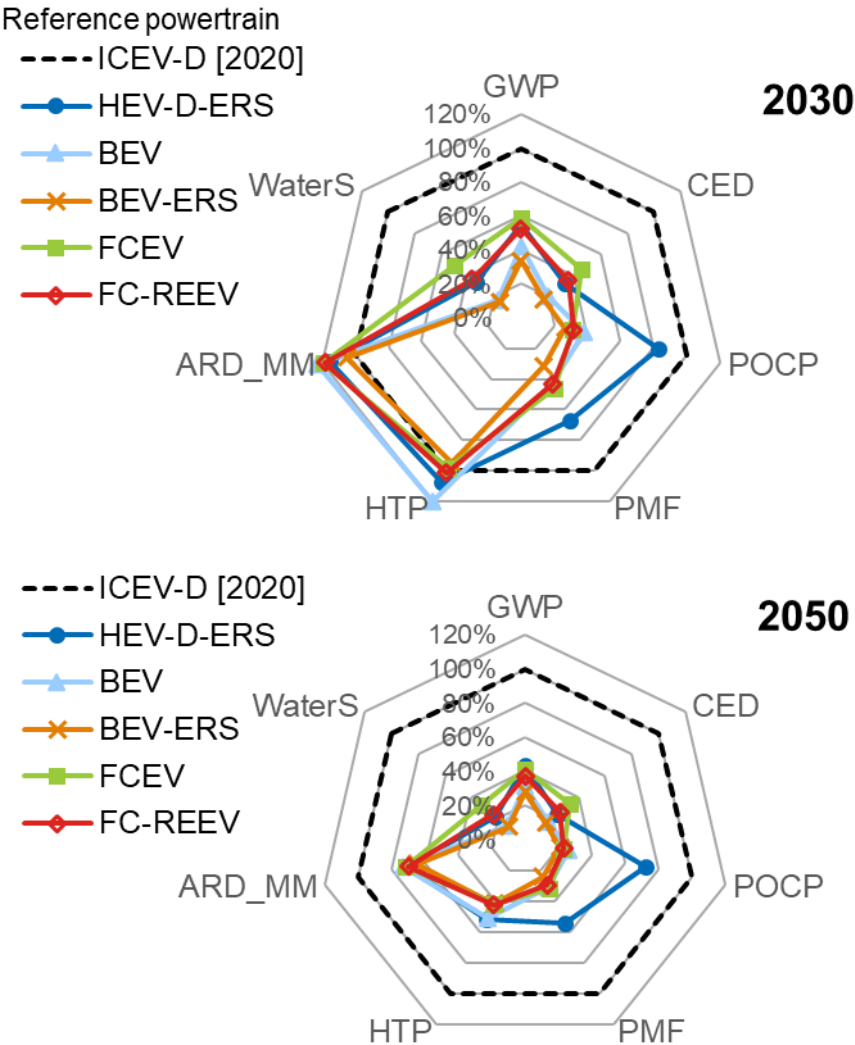 Reference powertrain
ICEV-D [2020]
HEV-D-ERS
BEV
BEV-ERS
FCEV
FC-REEV
2030
GWP
120%
100%
80%
60%
40%
20%
0%
CED
POCP
PMF
HTP
ARD_MM
WaterS
ICEV-D [2020]
HEV-D-ERS
BEV
BEV-ERS
FCEV
FC-REEV
2050
GWP
120%
100%
80%
60%
40%
20%
0%
CED
POCP
PMF
HTP
ARD_MM
WaterS